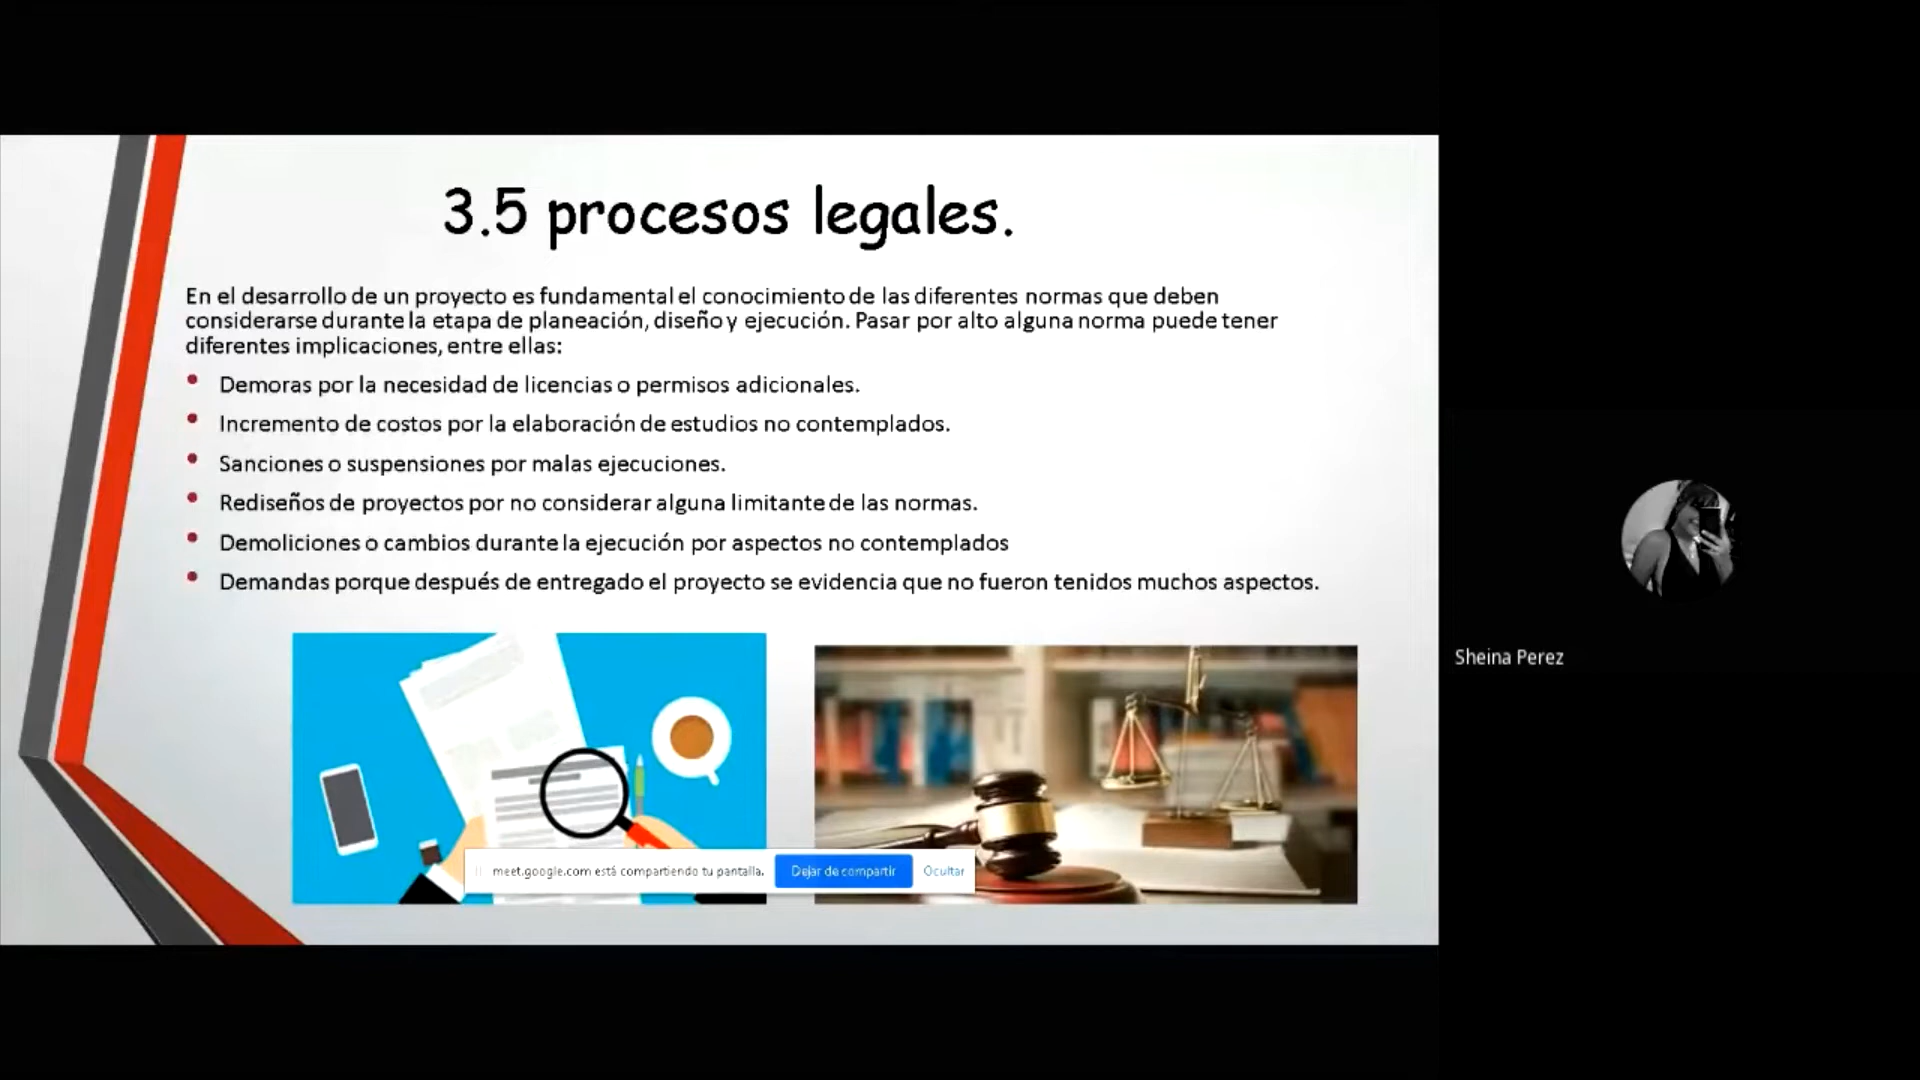 3.5 procesos legales.
En el desarrollo de un proyecto es fundamental el conocimiento de las diferentes normas que deben
considerarse durante la etapa de planeación, diseño y ejecución. Pasar por alto alguna norma puede tener
diferentes implicaciones, entre ellas:
• Demoras por la necesidad de licencias o permisos adicionales.
• Incremento de costos por la elaboración de estudios no contemplados.
• Sanciones o suspensiones por malas ejecuciones.
• Rediseños de proyectos por no considerar alguna limitante de las normas.
• Demoliciones o cambios durante la ejecución por aspectos no contemplados
• Demandas porque después de entregado el proyecto se evidencia que no fueron tenidos muchos aspectos.
Sheina Perez
meet.google.com está compartiendo tu pantalla. Dejar de compartir Ocultar